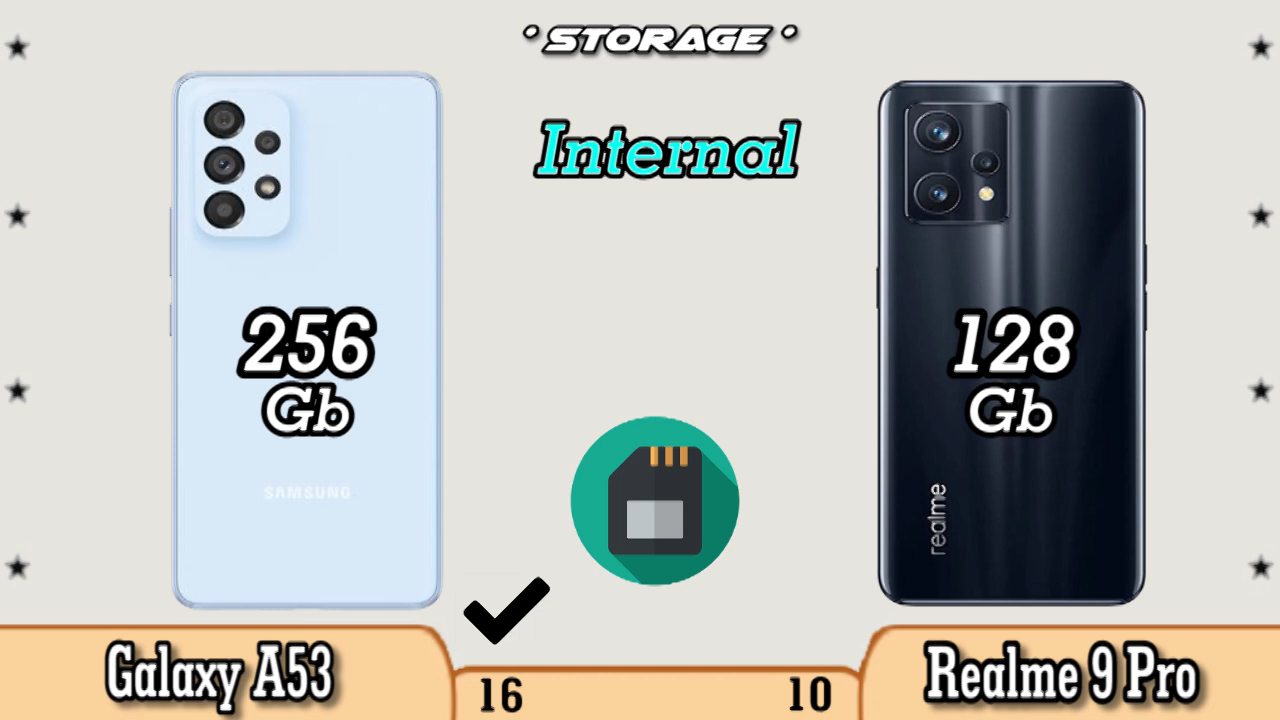 * STORAGE *
Internal
256
Gb
SAMSUNG
128
Gb
realme
Galaxy A53
16
10
Realme 9 Pro